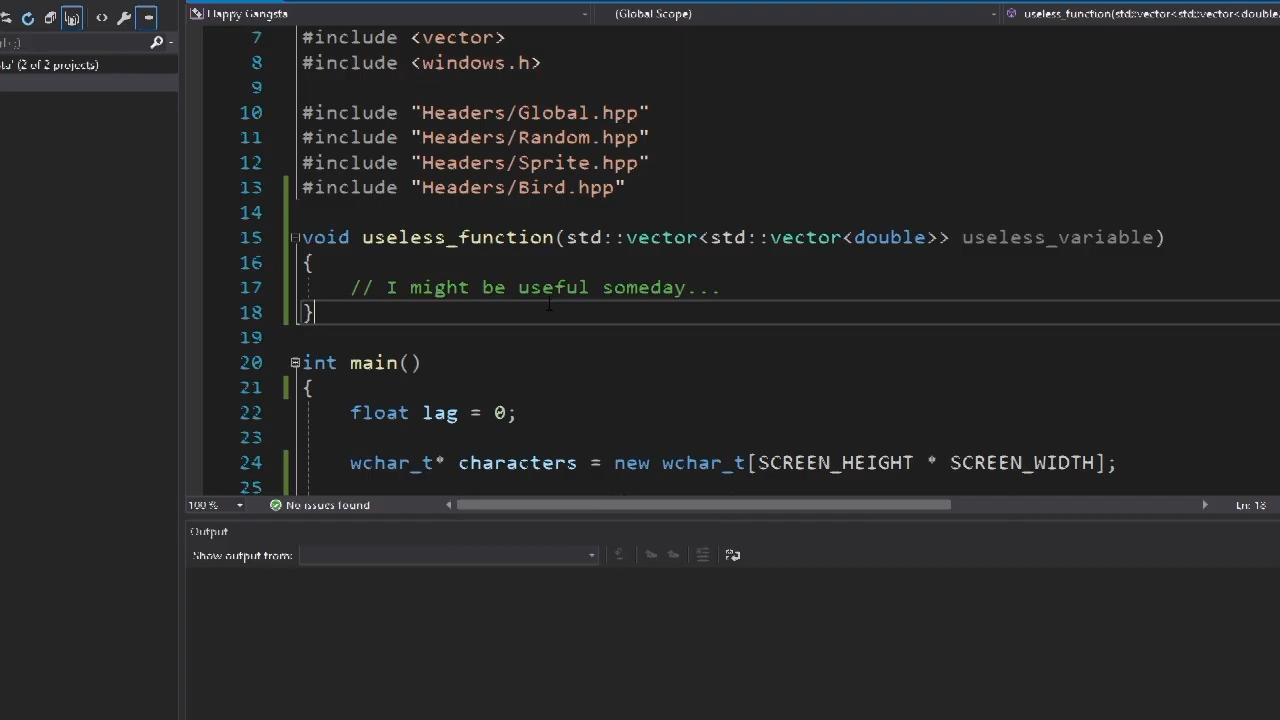 Happy Gangsta
(Global Scope)
useless_function(std::vector<std::vector<double
(2 of 2 projects)
7 #include <vector>
8 #include <windows.h>
9
10 #include "Headers/Global.hpp"
11 #include "Headers/Random.hpp"
12 #include "Headers/Sprite.hpp"
13 #include "Headers/Bird.hpp"
14
15 void useless_function(std::vector<std::vector<double>> useless_variable)
16 {
17 // I might be useful someday...
18 }
19
20 int main()
21 {
22 float lag = 0;
23
24 wchar_t* characters = new wchar_t[SCREEN_HEIGHT * SCREEN_WIDTH];
25
100 %
No issues found
Ln: 18
Output
Show output from: